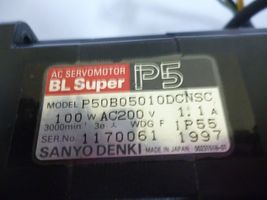 AC SERVOMOTOR
BL Super P5
MODEL P50B05010DCNSC
100 W AC200 V 1.1 A
3000min⁻¹ 3ø WDG F IP55
SER.No. 1170061 1997
SANYO DENKI MADE IN JAPAN